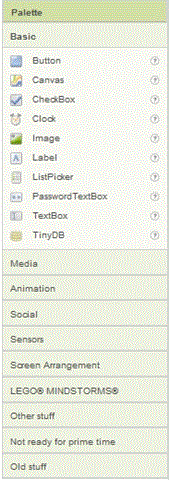 Palette
Basic
Button
Canvas
CheckBox
Clock
Image
Label
ListPicker
PasswordTextBox
TextBox
TinyDB
Media
Animation
Social
Sensors
Screen Arrangement
LEGO® MINDSTORMS®
Other stuff
Not ready for prime time
Old stuff